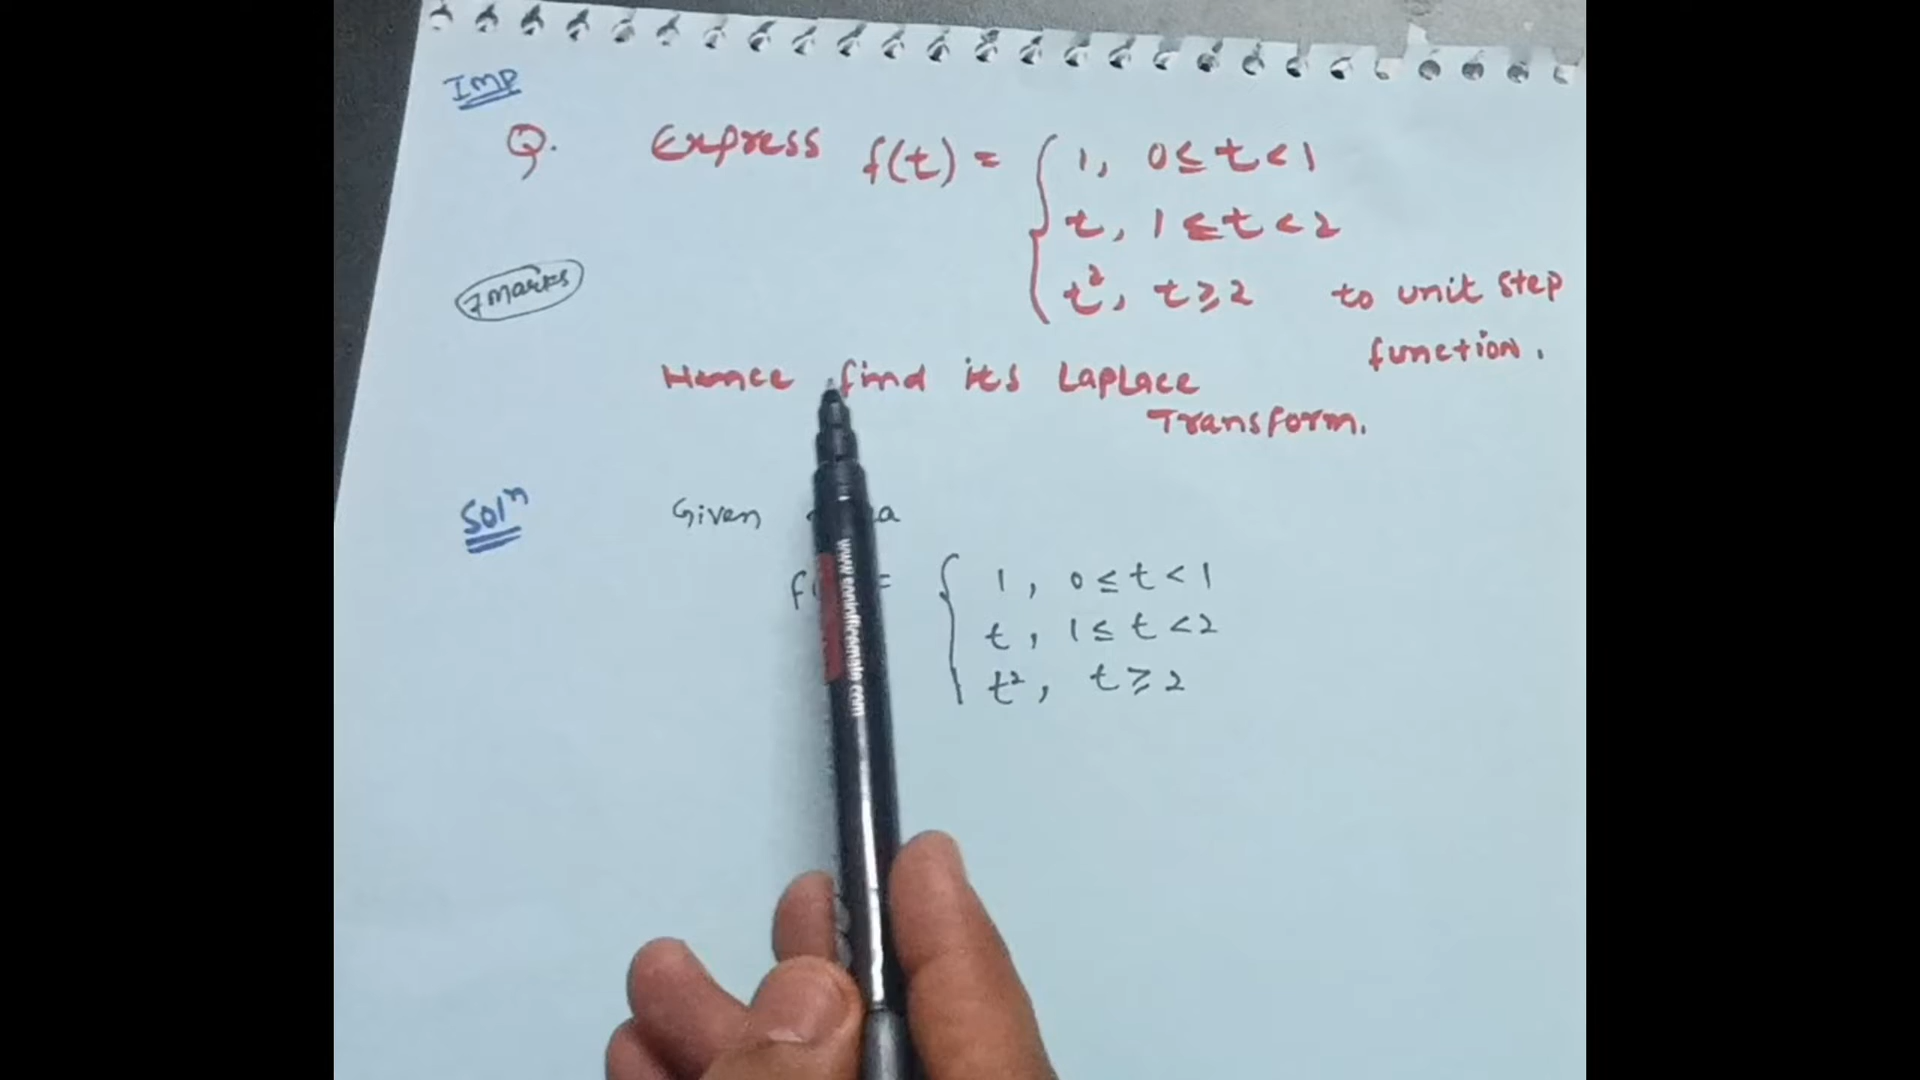 IMP
Q. Express f(t) = { 1, 0 ≤ t < 1
t, 1 ≤ t < 2
t², t ≥ 2 to unit step
function.
7 marks
Hence find its Laplace
Transform.
Solⁿ Given
= { 1, 0 ≤ t < 1
t, 1 ≤ t < 2
t², t ≥ 2